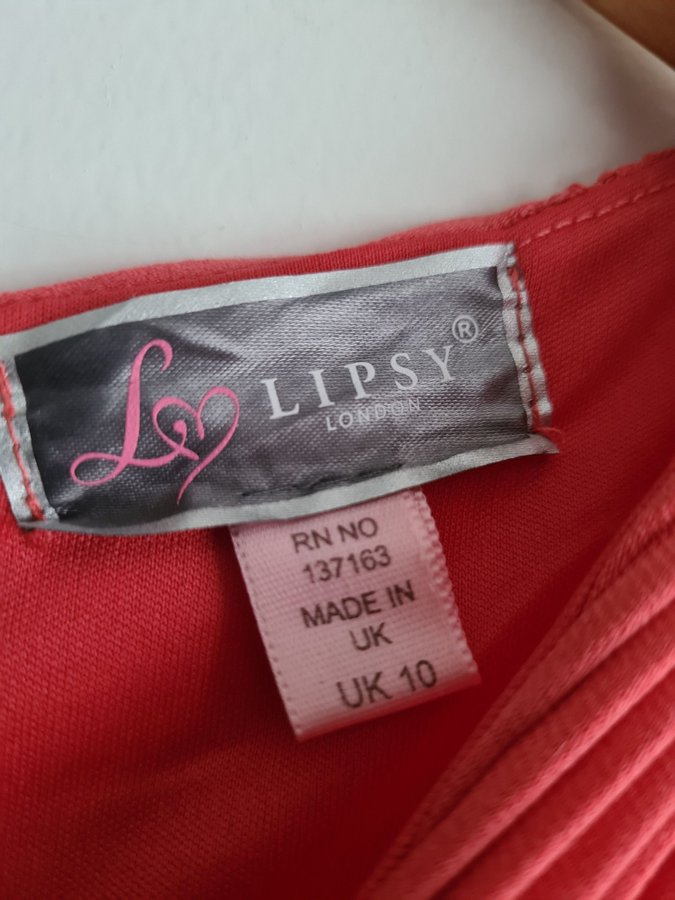 L LIPSY®
LONDON
RN NO
137163
MADE IN
UK
UK 10